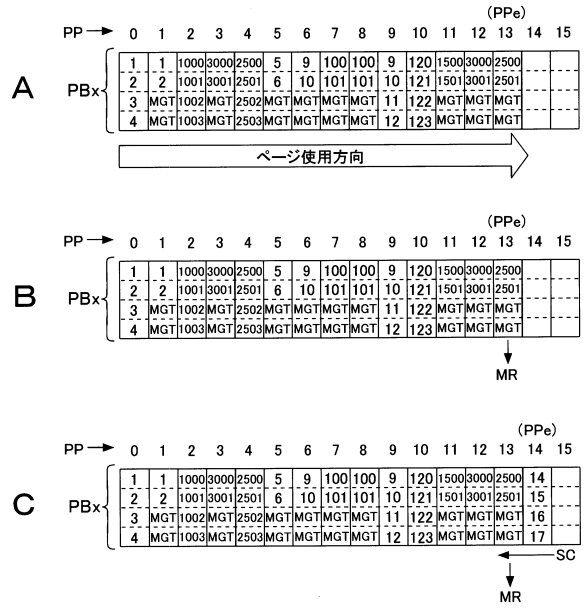 (PPe)
PP 0 1 2 3 4 5 6 7 8 9 10 11 12 13 14 15
A PBx
1 1 1000 3000 2500 5 9 100 100 9 120 1500 3000 2500
2 2 1001 3001 2501 6 10 101 101 10 121 1501 3001 2501
3 MGT 1002 MGT 2502 MGT MGT MGT MGT 11 122 MGT MGT MGT
4 MGT 1003 MGT 2503 MGT MGT MGT MGT 12 123 MGT MGT MGT
ページ使用方向
(PPe)
PP 0 1 2 3 4 5 6 7 8 9 10 11 12 13 14 15
B PBx
1 1 1000 3000 2500 5 9 100 100 9 120 1500 3000 2500
2 2 1001 3001 2501 6 10 101 101 10 121 1501 3001 2501
3 MGT 1002 MGT 2502 MGT MGT MGT MGT 11 122 MGT MGT MGT
4 MGT 1003 MGT 2503 MGT MGT MGT MGT 12 123 MGT MGT MGT
MR
(PPe)
PP 0 1 2 3 4 5 6 7 8 9 10 11 12 13 14 15
C PBx
1 1 1000 3000 2500 5 9 100 100 9 120 1500 3000 2500 14
2 2 1001 3001 2501 6 10 101 101 10 121 1501 3001 2501 15
3 MGT 1002 MGT 2502 MGT MGT MGT MGT 11 122 MGT MGT MGT 16
4 MGT 1003 MGT 2503 MGT MGT MGT MGT 12 123 MGT MGT MGT 17
SC
MR